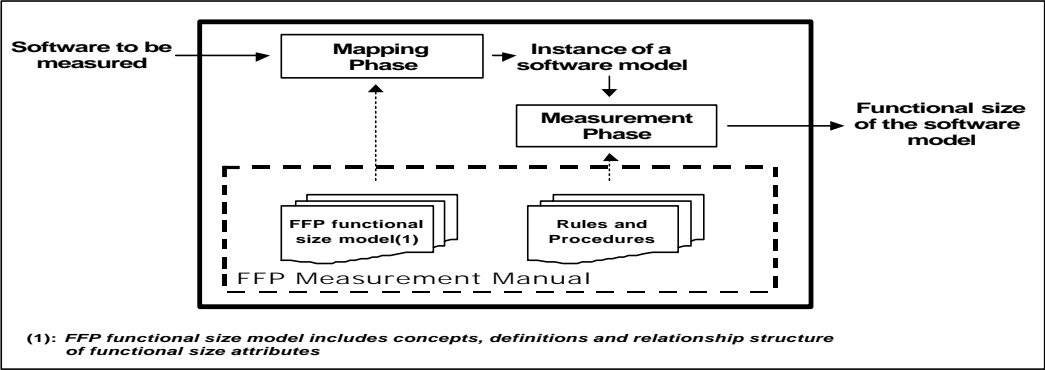 Software to be
measured
Mapping
Phase
Instance of a
software model
Measurement
Phase
Functional size
of the software
model
FFP functional
size model(1)
Rules and
Procedures
FFP Measurement Manual
(1): FFP functional size model includes concepts, definitions and relationship structure
of functional size attributes